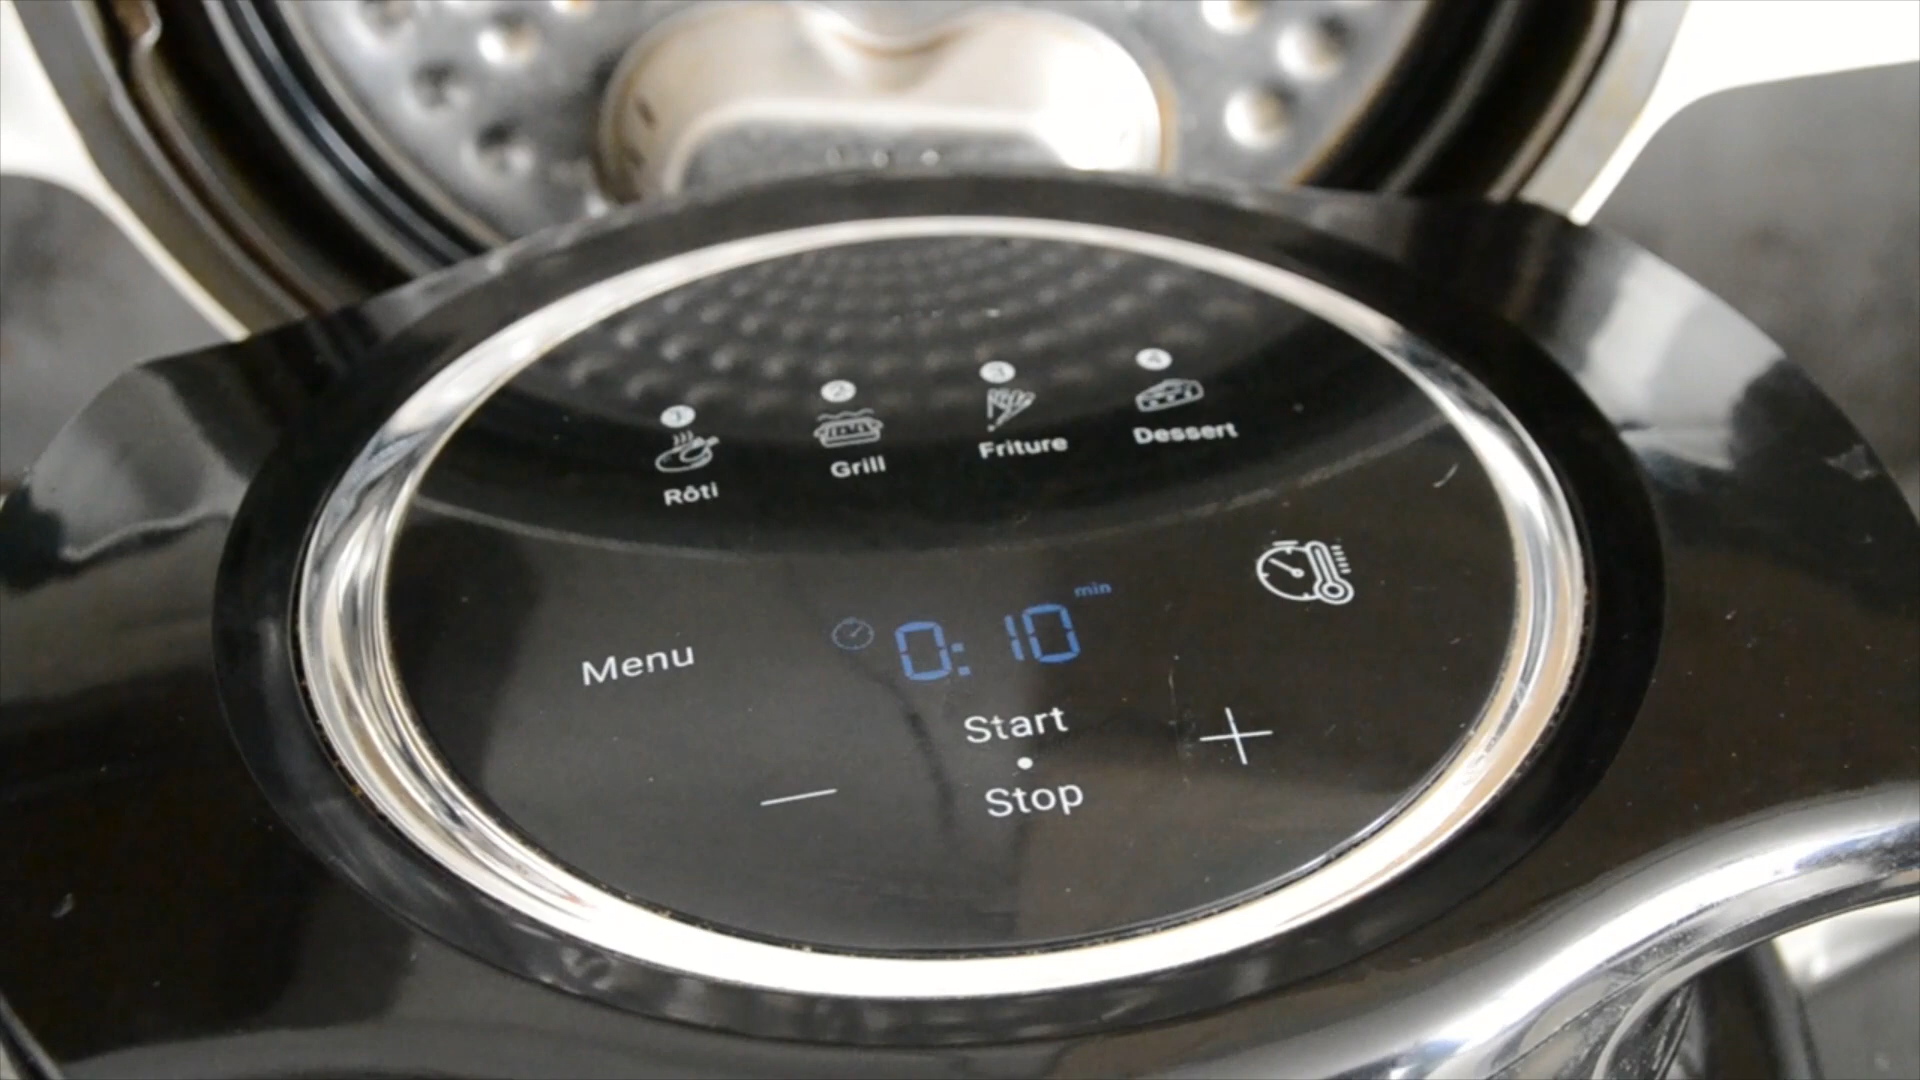 1 2 3 4
Rôti Grill Friture Dessert
min
Menu 0:10
Start
Stop